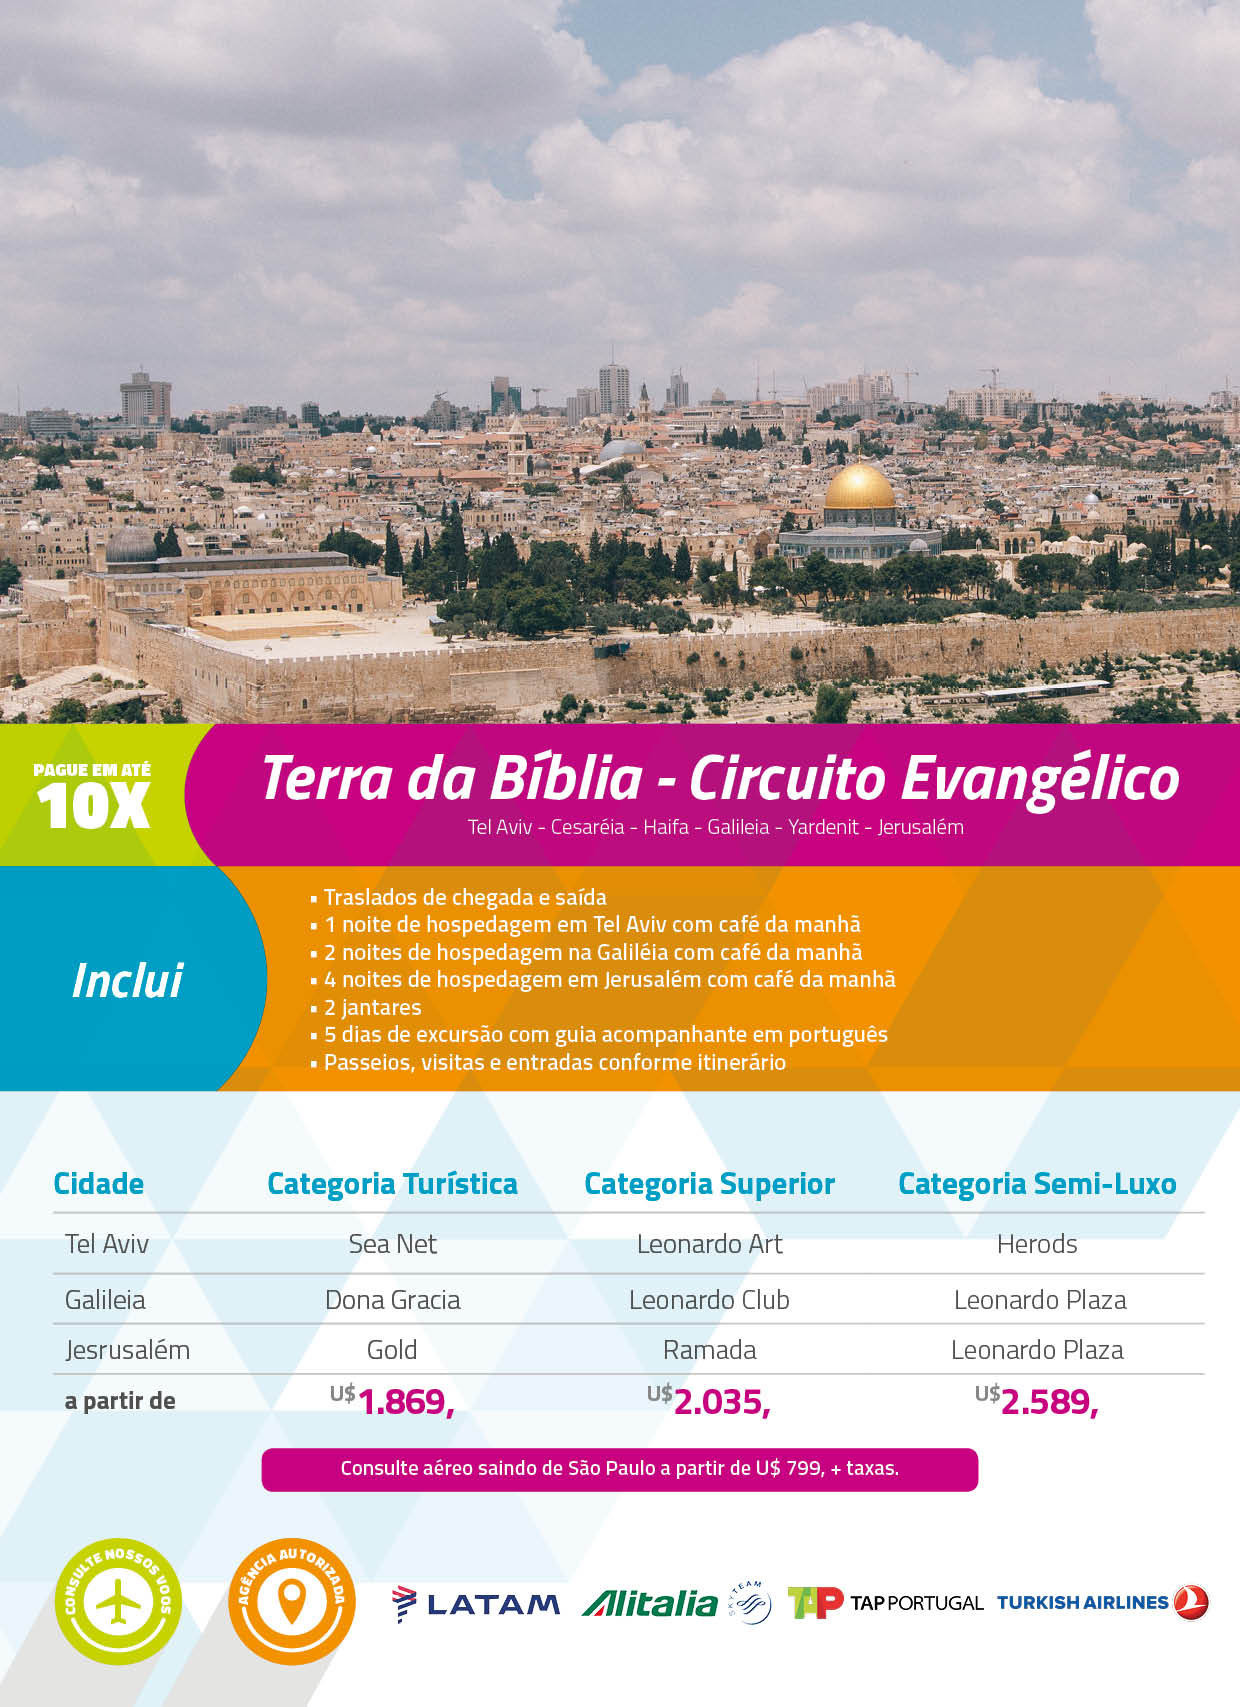 PAGUE EM ATÉ
10X
Terra da Bíblia - Circuito Evangélico
Tel Aviv - Cesaréia - Haifa - Galileia - Yardenit - Jerusalém
Inclui
• Traslados de chegada e saída
• 1 noite de hospedagem em Tel Aviv com café da manhã
• 2 noites de hospedagem na Galiléia com café da manhã
• 4 noites de hospedagem em Jerusalém com café da manhã
• 2 jantares
• 5 dias de excursão com guia acompanhante em português
• Passeios, visitas e entradas conforme itinerário
Cidade Categoria Turística Categoria Superior Categoria Semi-Luxo
Tel Aviv Sea Net Leonardo Art Herods
Galileia Dona Gracia Leonardo Club Leonardo Plaza
Jesrusalém Gold Ramada Leonardo Plaza
a partir de U$1.869, U$2.035, U$2.589,
Consulte aéreo saindo de São Paulo a partir de U$ 799, + taxas.
CONSULTE NOSSOS VOOS
AGÊNCIA AUTORIZADA
LATAM
Alitalia
SKYTEAM
TAP TAP PORTUGAL
TURKISH AIRLINES